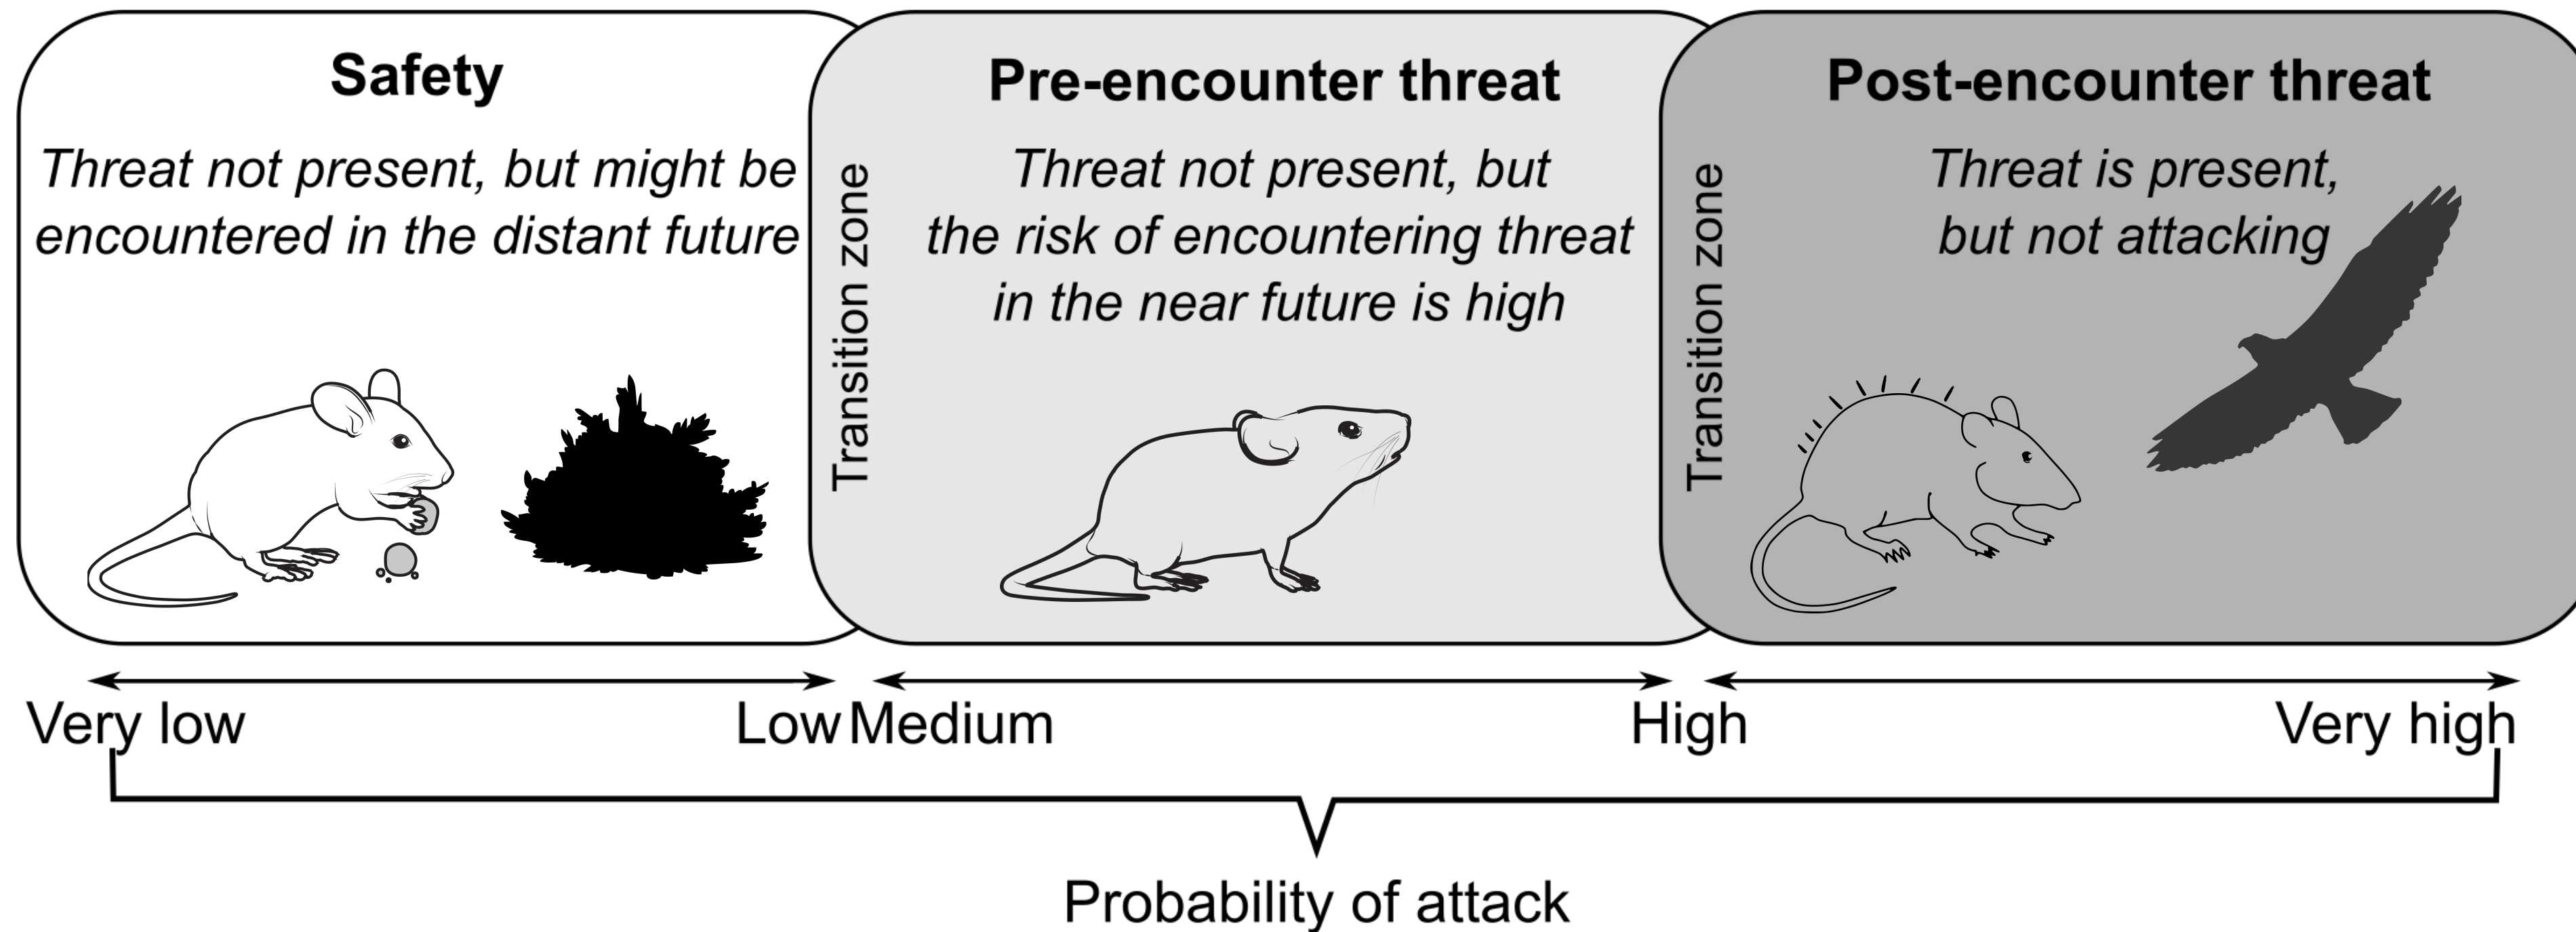 Safety
Threat not present, but might be
encountered in the distant future
Transition zone
Pre-encounter threat
Threat not present, but
the risk of encountering threat
in the near future is high
Transition zone
Post-encounter threat
Threat is present,
but not attacking
Very low
Low
Medium
High
Very high
Probability of attack